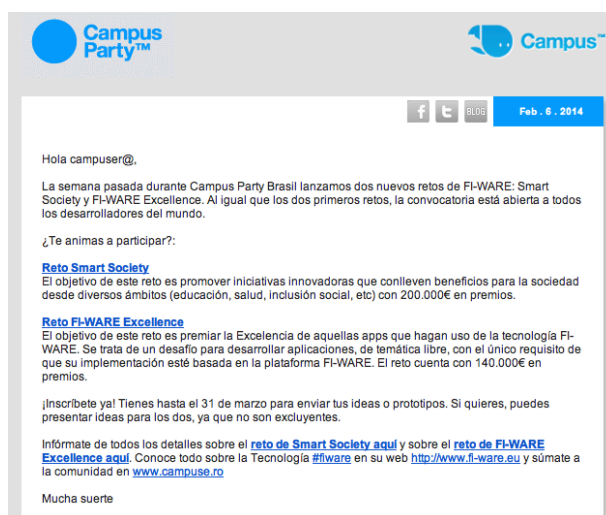 Campus
Party™
Campus™
BLOG
Feb . 6 . 2014
Hola campuser@,
La semana pasada durante Campus Party Brasil lanzamos dos nuevos retos de FI-WARE: Smart
Society y FI-WARE Excellence. Al igual que los dos primeros retos, la convocatoria está abierta a todos
los desarrolladores del mundo.
¿Te animas a participar?:
Reto Smart Society
El objetivo de este reto es promover iniciativas innovadoras que conlleven beneficios para la sociedad
desde diversos ámbitos (educación, salud, inclusión social, etc) con 200.000€ en premios.
Reto FI-WARE Excellence
El objetivo de este reto es premiar la Excelencia de aquellas apps que hagan uso de la tecnología FI-
WARE. Se trata de un desafío para desarrollar aplicaciones, de temática libre, con el único requisito de
que su implementación esté basada en la plataforma FI-WARE. El reto cuenta con 140.000€ en
premios.
¡Inscríbete ya! Tienes hasta el 31 de marzo para enviar tus ideas o prototipos. Si quieres, puedes
presentar ideas para los dos, ya que no son excluyentes.
Infórmate de todos los detalles sobre el reto de Smart Society aquí y sobre el reto de FI-WARE
Excellence aquí. Conoce todo sobre la Tecnología #fiware en su web http://www.fi-ware.eu y súmate a
la comunidad en www.campuse.ro
Mucha suerte